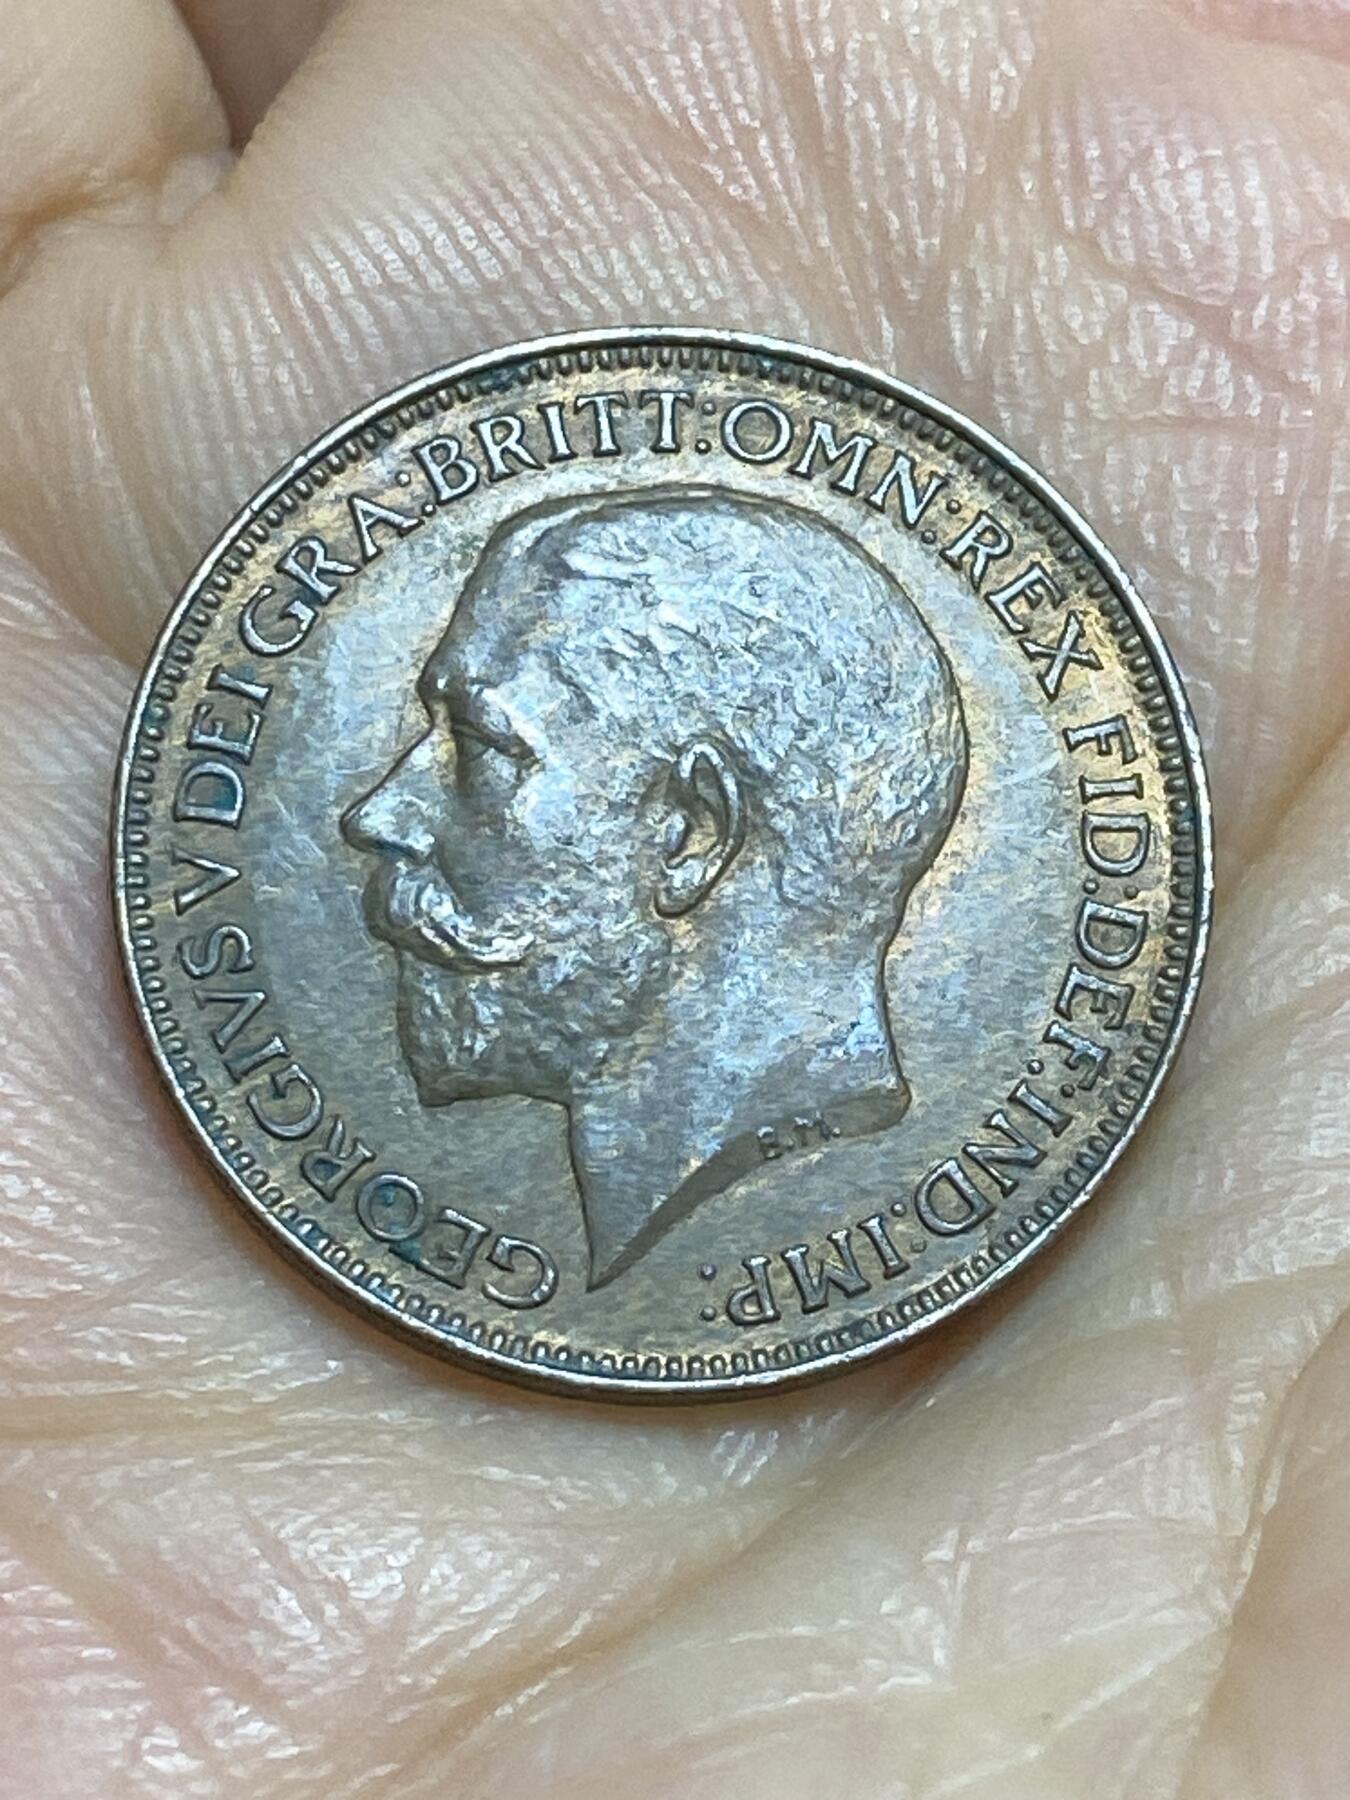 GEORGIVS V DEI GRA: BRITT: OMN: REX FID: DEF: IND: IMP:
B.M.